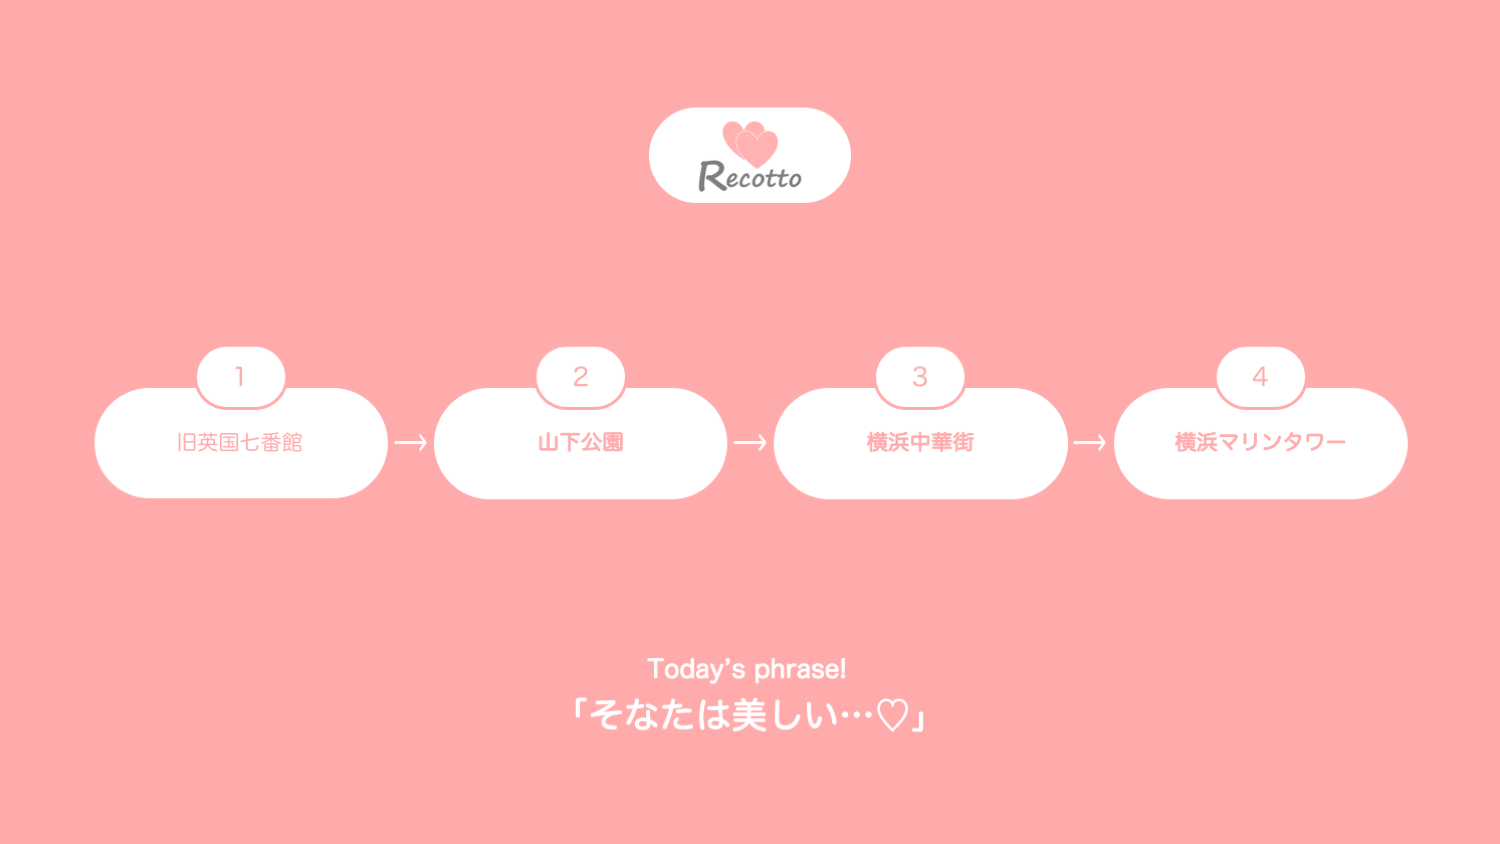 Recotto
1
旧英国七番館
→
2
山下公園
→
3
横浜中華街
→
4
横浜マリンタワー
Today's phrase!
「そなたは美しい…♡」